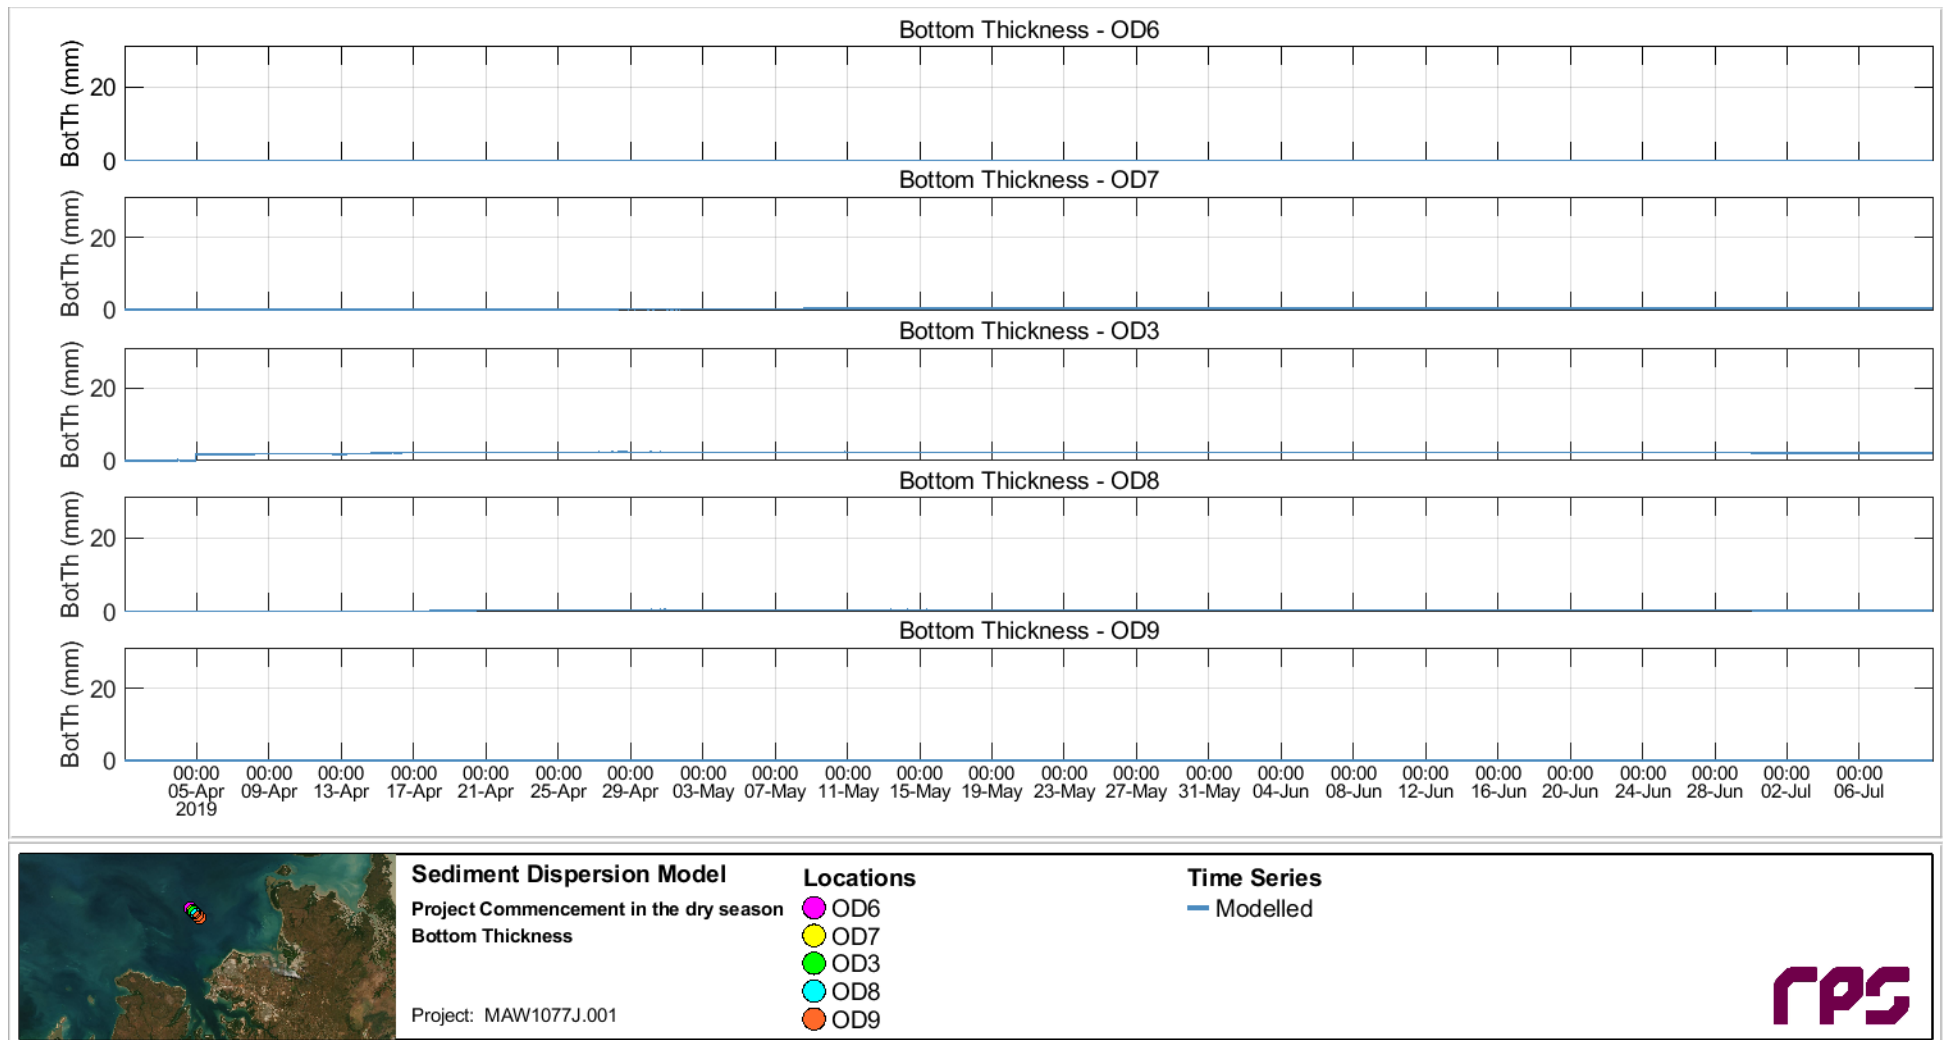 Bottom Thickness - OD6
BotTh (mm)
20
0
Bottom Thickness - OD7
BotTh (mm)
20
0
Bottom Thickness - OD3
BotTh (mm)
20
0
Bottom Thickness - OD8
BotTh (mm)
20
0
Bottom Thickness - OD9
BotTh (mm)
20
0
00:00 00:00 00:00 00:00 00:00 00:00 00:00 00:00 00:00 00:00 00:00 00:00 00:00 00:00 00:00 00:00 00:00 00:00 00:00 00:00 00:00 00:00 00:00 00:00
05-Apr 09-Apr 13-Apr 17-Apr 21-Apr 25-Apr 29-Apr 03-May 07-May 11-May 15-May 19-May 23-May 27-May 31-May 04-Jun 08-Jun 12-Jun 16-Jun 20-Jun 24-Jun 28-Jun 02-Jul 06-Jul
2019
Sediment Dispersion Model
Project Commencement in the dry season
Bottom Thickness
Project: MAW1077J.001
Locations
OD6
OD7
OD3
OD8
OD9
Time Series
Modelled
rps